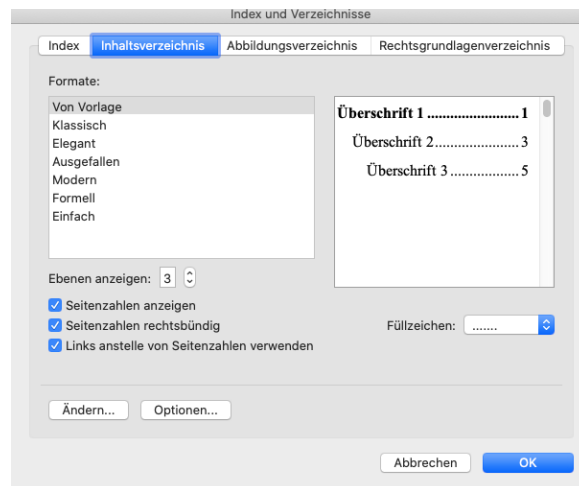 Index und Verzeichnisse
Index Inhaltsverzeichnis Abbildungsverzeichnis Rechtsgrundlagenverzeichnis
Formate:
Von Vorlage
Klassisch
Elegant
Ausgefallen
Modern
Formell
Einfach
Überschrift 1 ........................ 1
Überschrift 2...................... 3
Überschrift 3.................. 5
Ebenen anzeigen: 3
Seitenzahlen anzeigen
Seitenzahlen rechtsbündig
Füllzeichen: .......
Links anstelle von Seitenzahlen verwenden
Ändern... Optionen...
Abbrechen OK